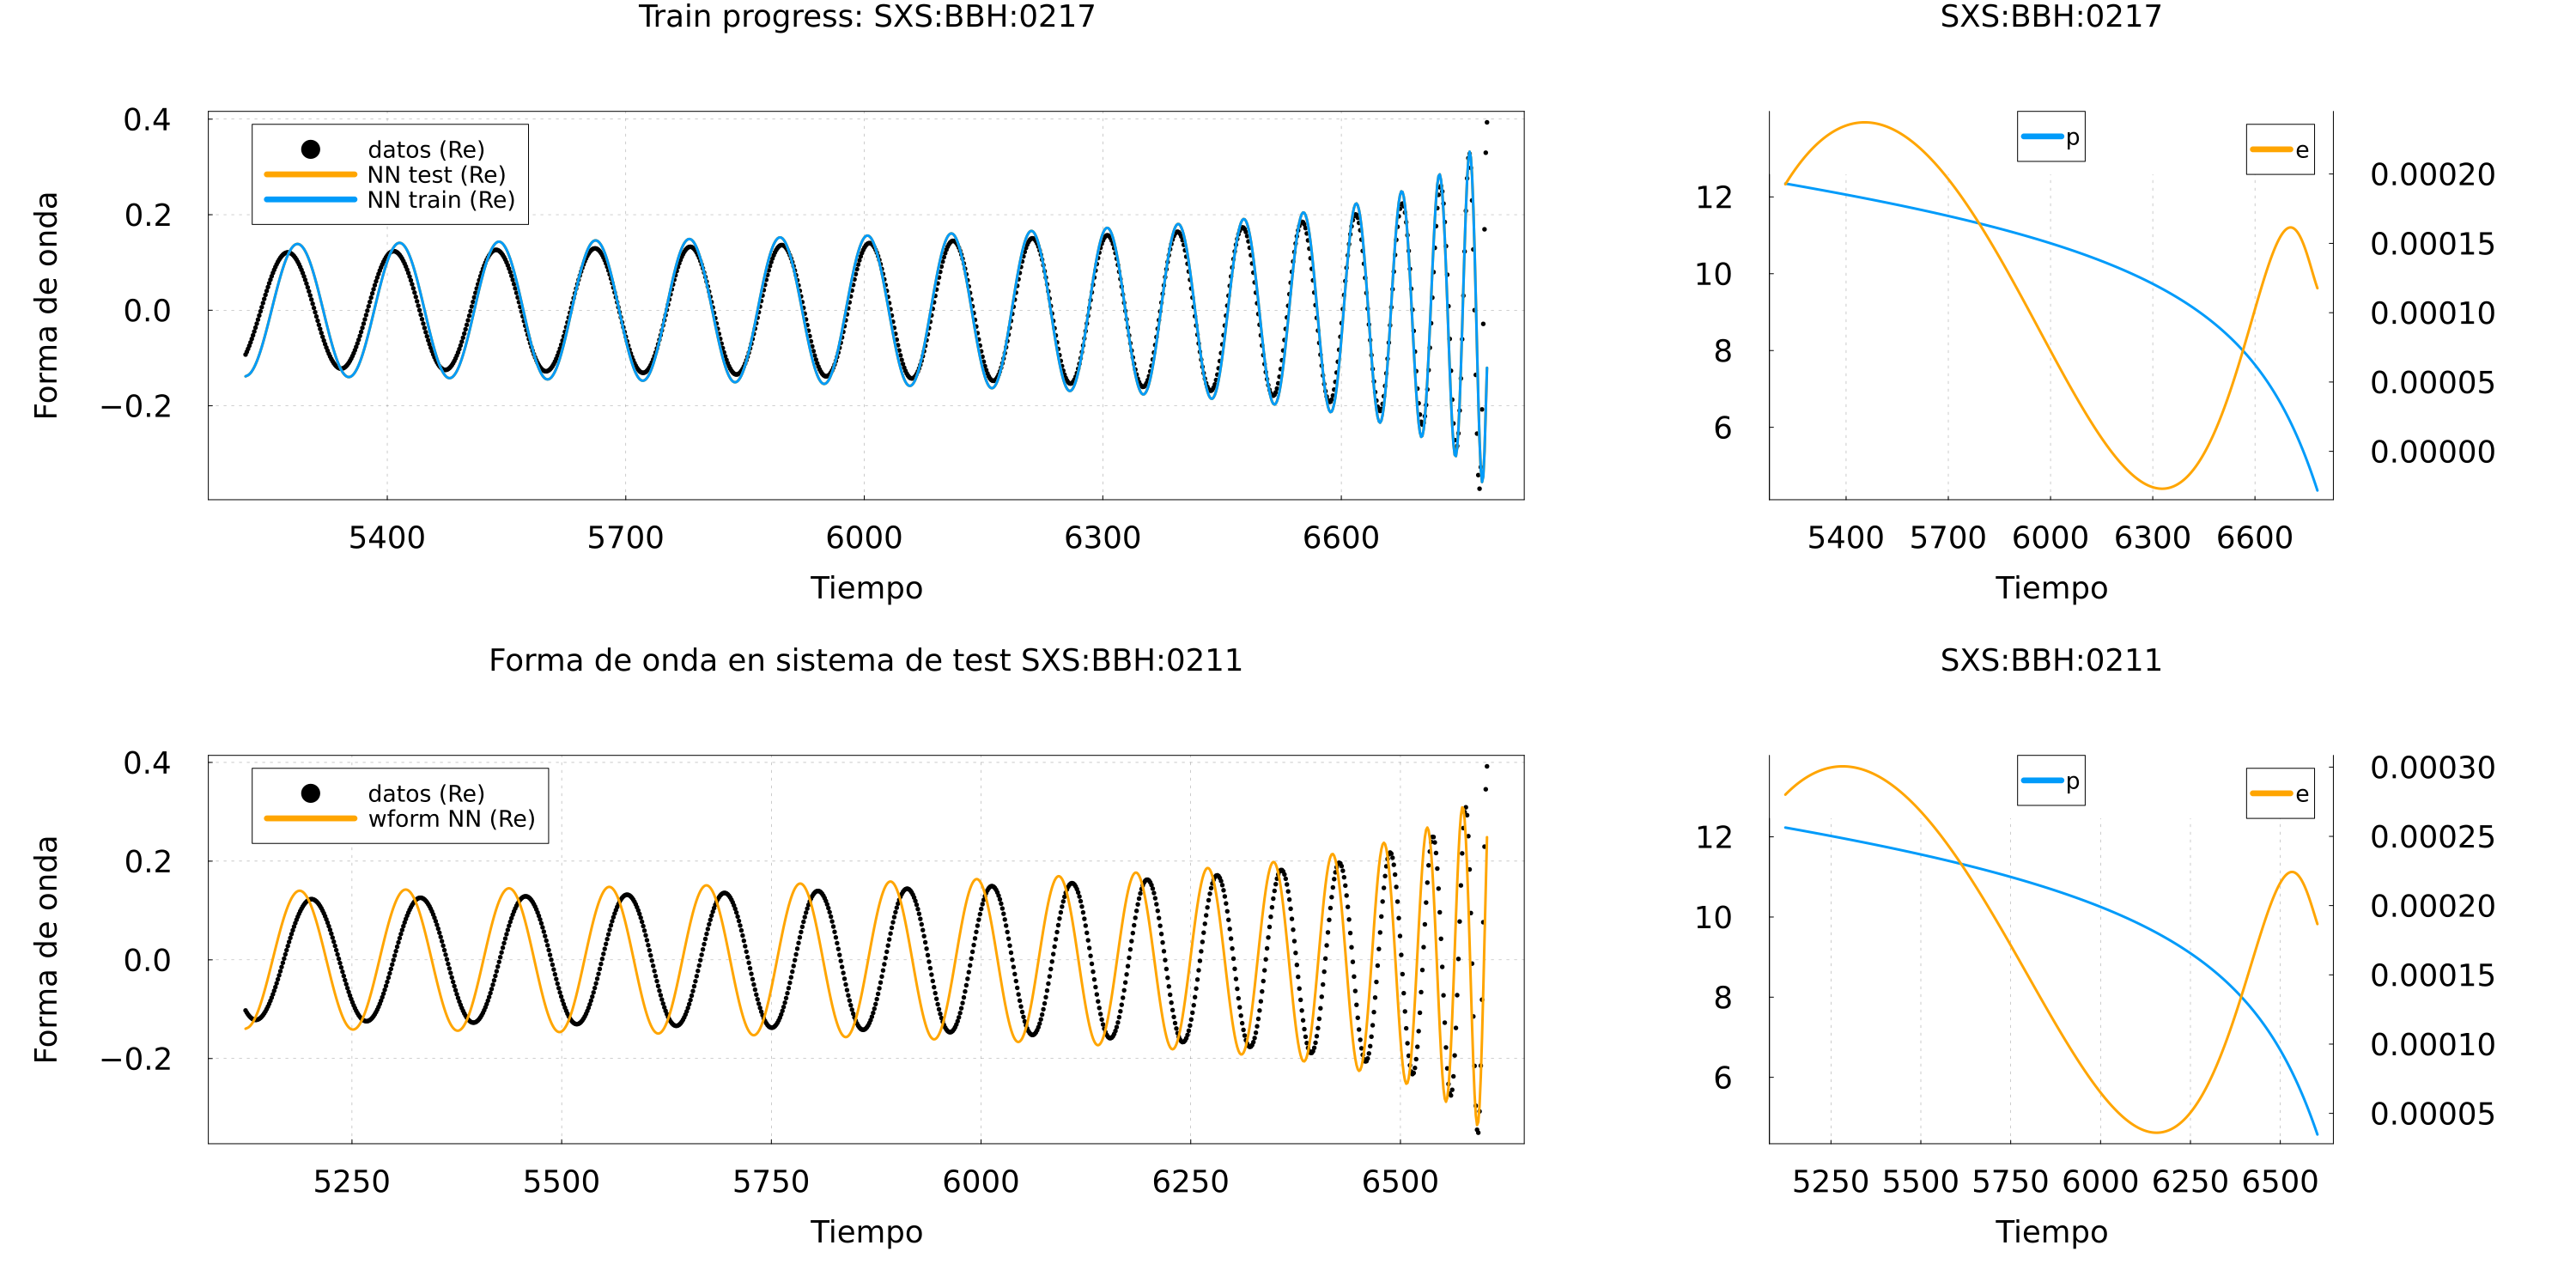 Train progress: SXS:BBH:0217
Forma de onda
0.4
0.2
0.0
−0.2
datos (Re)
NN test (Re)
NN train (Re)
5400 5700 6000 6300 6600
Tiempo
SXS:BBH:0217
12
10
8
6
p
e
0.00020
0.00015
0.00010
0.00005
0.00000
5400 5700 6000 6300 6600
Tiempo
Forma de onda en sistema de test SXS:BBH:0211
Forma de onda
0.4
0.2
0.0
−0.2
datos (Re)
wform NN (Re)
5250 5500 5750 6000 6250 6500
Tiempo
SXS:BBH:0211
12
10
8
6
p
e
0.00030
0.00025
0.00020
0.00015
0.00010
0.00005
5250 5500 5750 6000 6250 6500
Tiempo